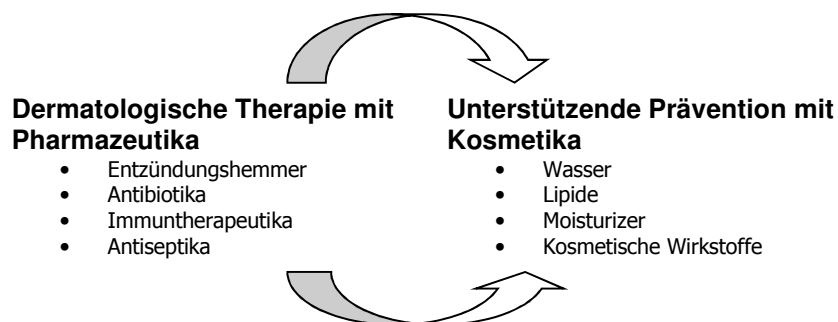 Dermatologische Therapie mit
Pharmazeutika
• Entzündungshemmer
• Antibiotika
• Immuntherapeutika
• Antiseptika
Unterstützende Prävention mit
Kosmetika
• Wasser
• Lipide
• Moisturizer
• Kosmetische Wirkstoffe